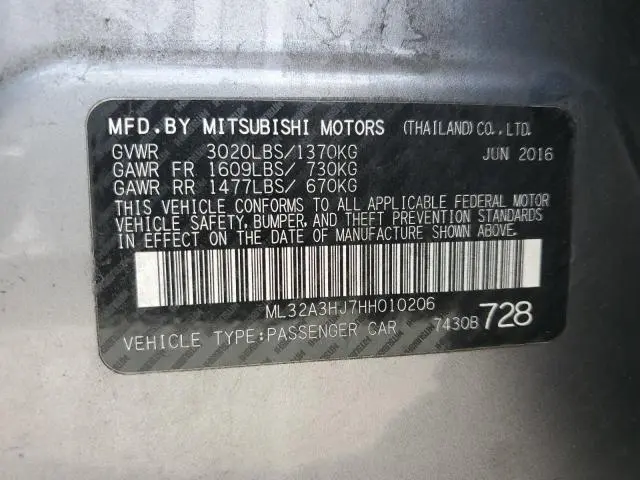 MFD.BY MITSUBISHI MOTORS (THAILAND)CO.,LTD.
GVWR 3020LBS/1370KG JUN 2016
GAWR FR 1609LBS/ 730KG
GAWR RR 1477LBS/ 670KG
THIS VEHICLE CONFORMS TO ALL APPLICABLE FEDERAL MOTOR
VEHICLE SAFETY, BUMPER, AND THEFT PREVENTION STANDARDS
IN EFFECT ON THE DATE OF MANUFACTURE SHOWN ABOVE.
ML32A3HJ7HH010206
VEHICLE TYPE:PASSENGER CAR 7430B 728